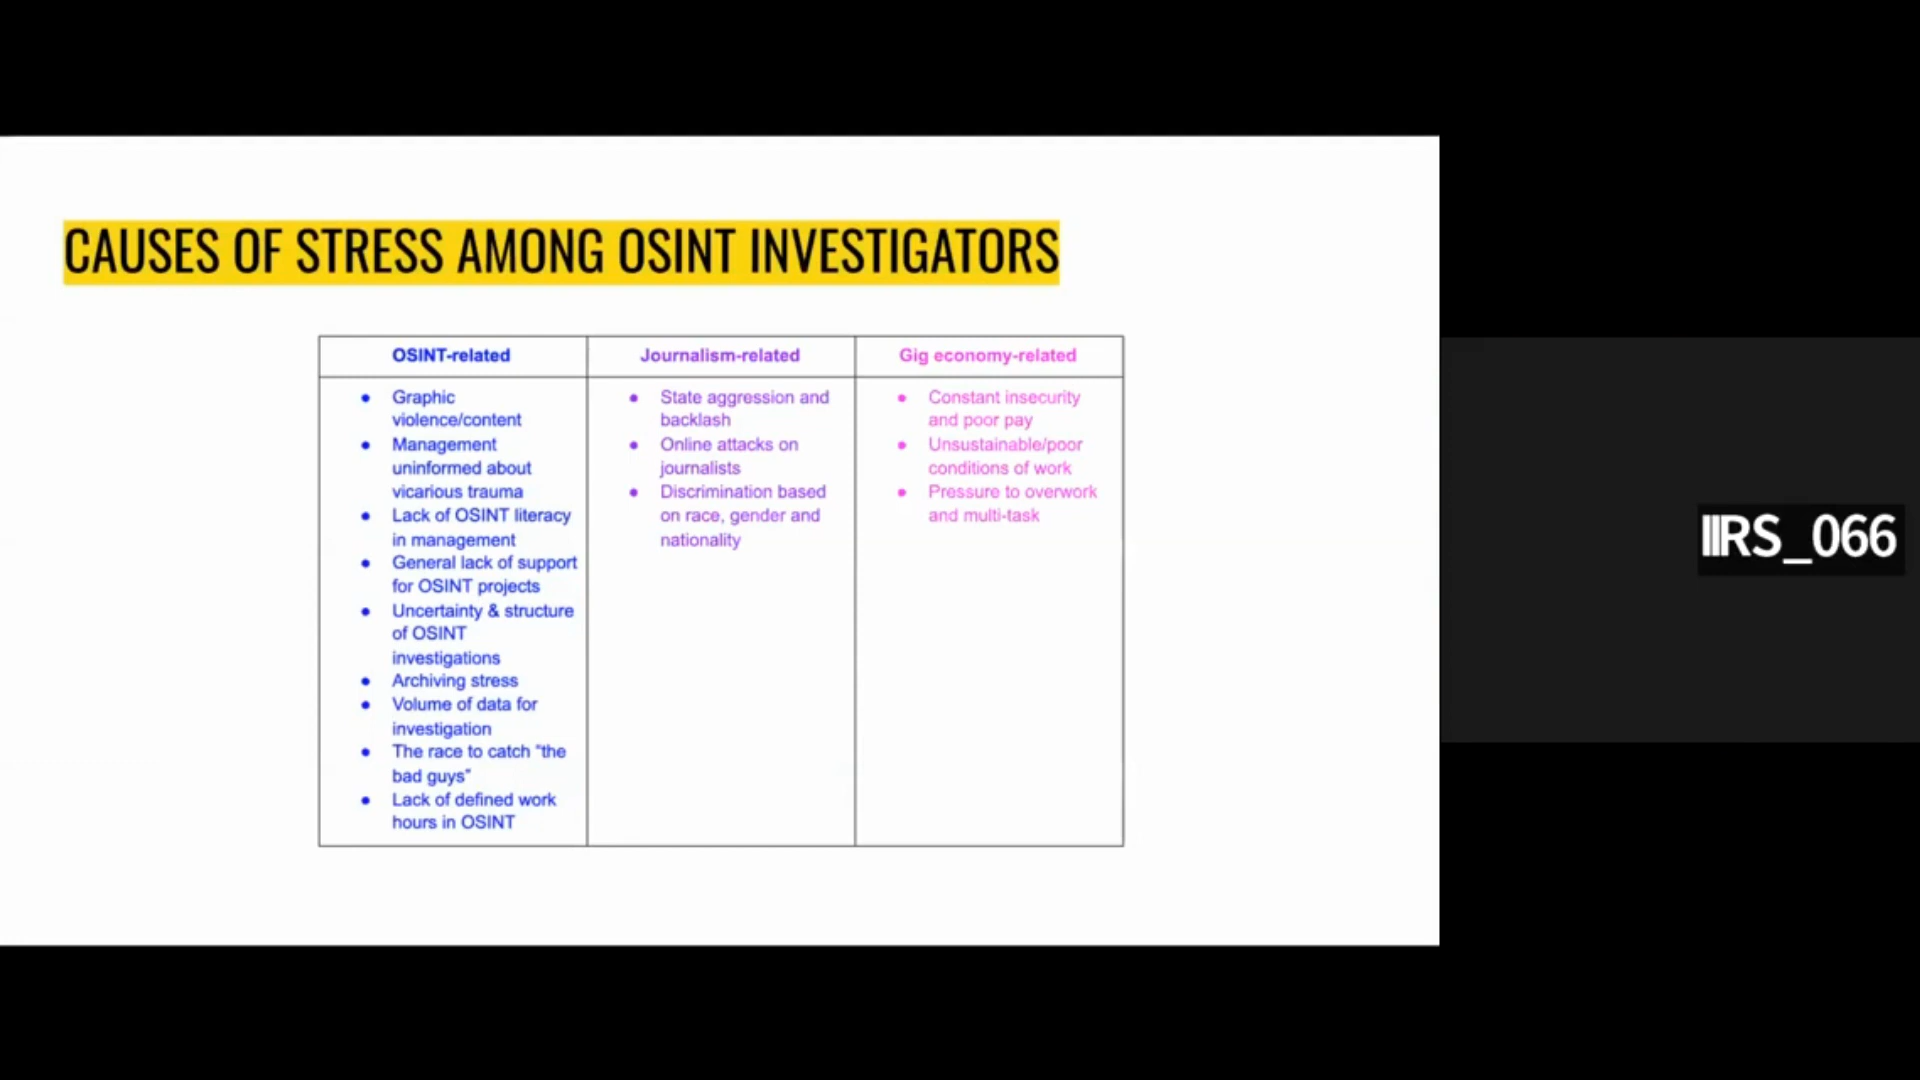 CAUSES OF STRESS AMONG OSINT INVESTIGATORS
OSINT-related
Graphic
violence/content
Management
uninformed about
vicarious trauma
Lack of OSINT literacy
in management
General lack of support
for OSINT projects
Uncertainty & structure
of OSINT
investigations
Archiving stress
Volume of data for
investigation
The race to catch “the
bad guys”
Lack of defined work
hours in OSINT
Journalism-related
State aggression and
backlash
Online attacks on
journalists
Discrimination based
on race, gender and
nationality
Gig economy-related
Constant insecurity
and poor pay
Unsustainable/poor
conditions of work
Pressure to overwork
and multi-task